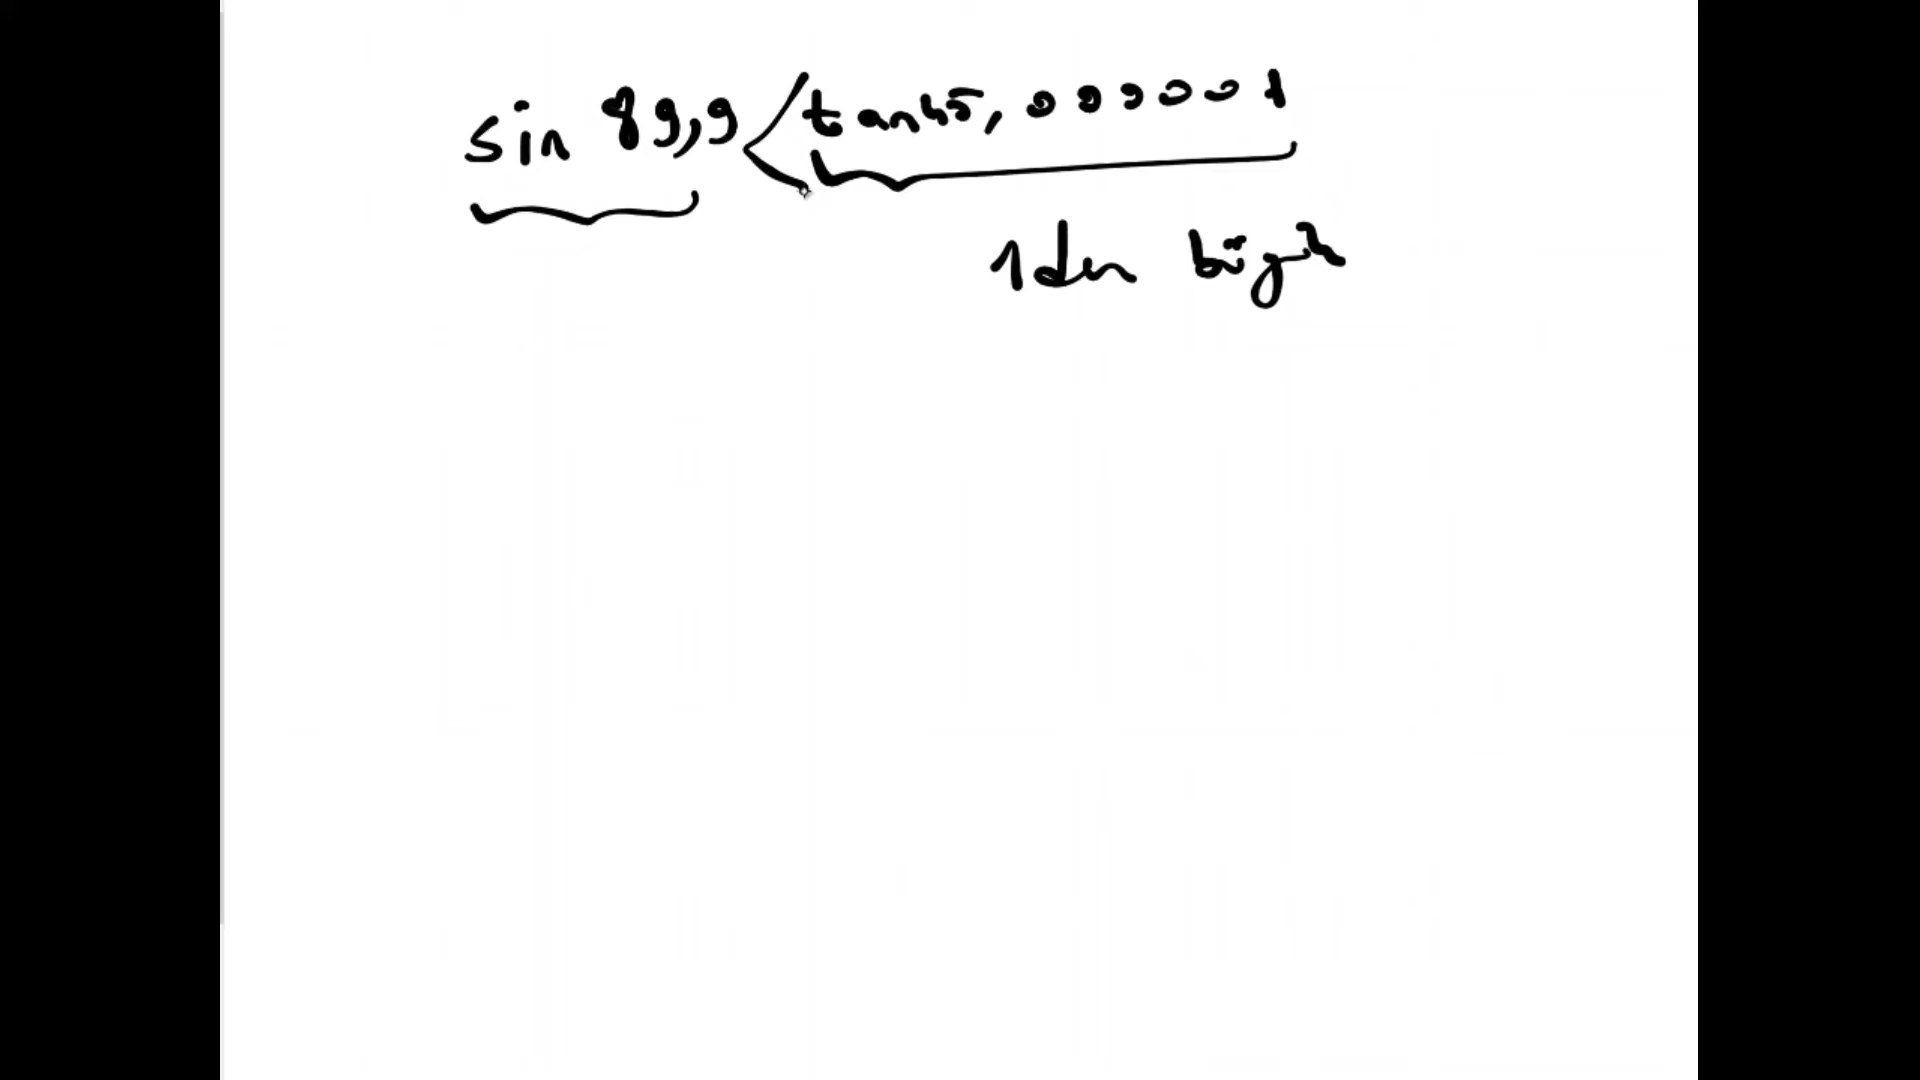 sin 89,9 < tan45,000001
1den büyük